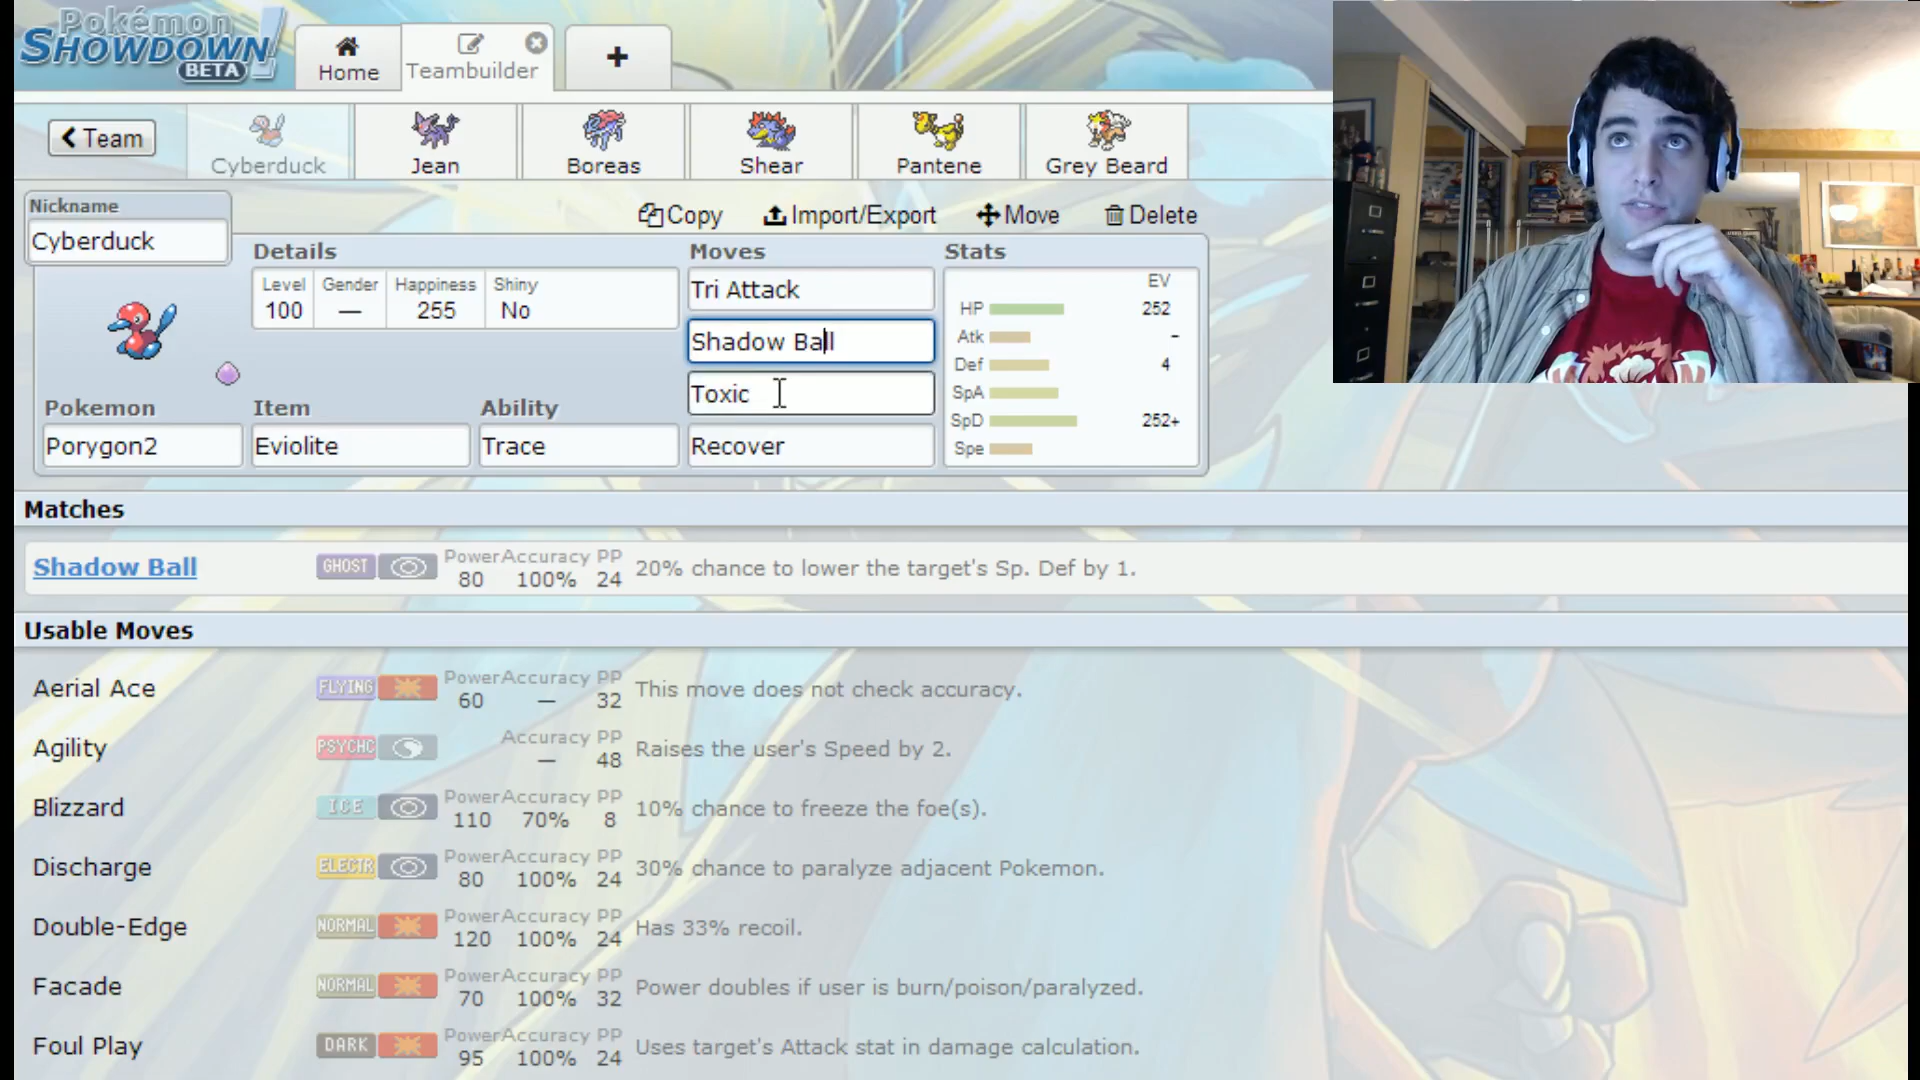 Pokémon
SHOWDOWN!
BETA
Home
Teambuilder
+
Team
Cyberduck
Jean
Boreas
Shear
Pantene
Grey Beard
Nickname
Cyberduck
Copy
Import/Export
Move
Delete
Details
Moves
Stats
Level
Gender
Happiness
Shiny
100
—
255
No
Tri Attack
Shadow Ball
Toxic
Recover
EV
HP 252
Atk -
Def 4
SpA
SpD 252+
Spe
Pokemon
Item
Ability
Porygon2
Eviolite
Trace
Matches
Shadow Ball GHOST Power 80 Accuracy 100% PP 24 20% chance to lower the target's Sp. Def by 1.
Usable Moves
Aerial Ace FLYING Power 60 Accuracy — PP 32 This move does not check accuracy.
Agility PSYCHC Accuracy — PP 48 Raises the user's Speed by 2.
Blizzard ICE Power 110 Accuracy 70% PP 8 10% chance to freeze the foe(s).
Discharge ELECTR Power 80 Accuracy 100% PP 24 30% chance to paralyze adjacent Pokemon.
Double-Edge NORMAL Power 120 Accuracy 100% PP 24 Has 33% recoil.
Facade NORMAL Power 70 Accuracy 100% PP 32 Power doubles if user is burn/poison/paralyzed.
Foul Play DARK Power 95 Accuracy 100% PP 24 Uses target's Attack stat in damage calculation.